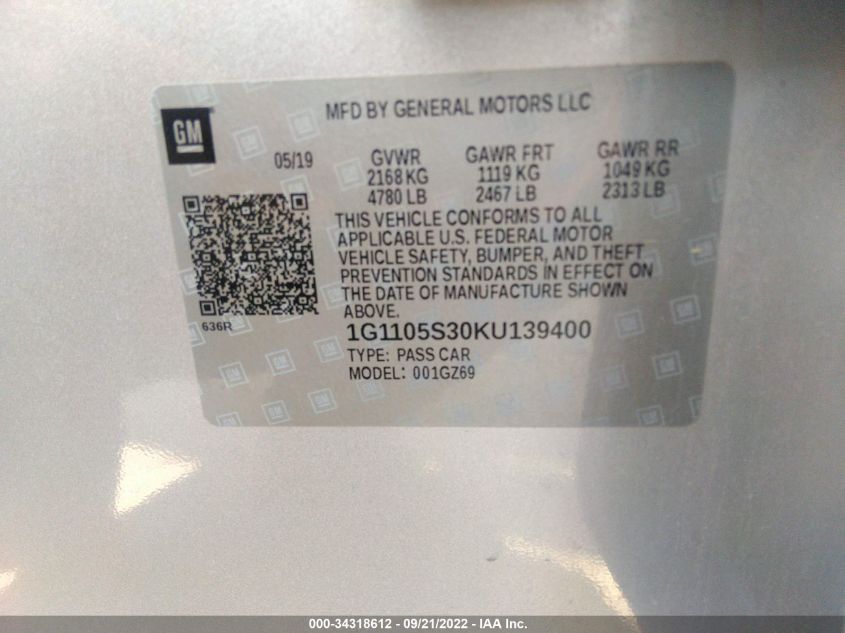 MFD BY GENERAL MOTORS LLC
GM
05/19 GVWR GAWR FRT GAWR RR
2168 KG 1119 KG 1049 KG
4780 LB 2467 LB 2313 LB
THIS VEHICLE CONFORMS TO ALL
APPLICABLE U.S. FEDERAL MOTOR
VEHICLE SAFETY, BUMPER, AND THEFT
PREVENTION STANDARDS IN EFFECT ON
THE DATE OF MANUFACTURE SHOWN
ABOVE.
636R
1G1105S30KU139400
TYPE: PASS CAR
MODEL: 001GZ69
000-34318612 - 09/21/2022 - IAA Inc.